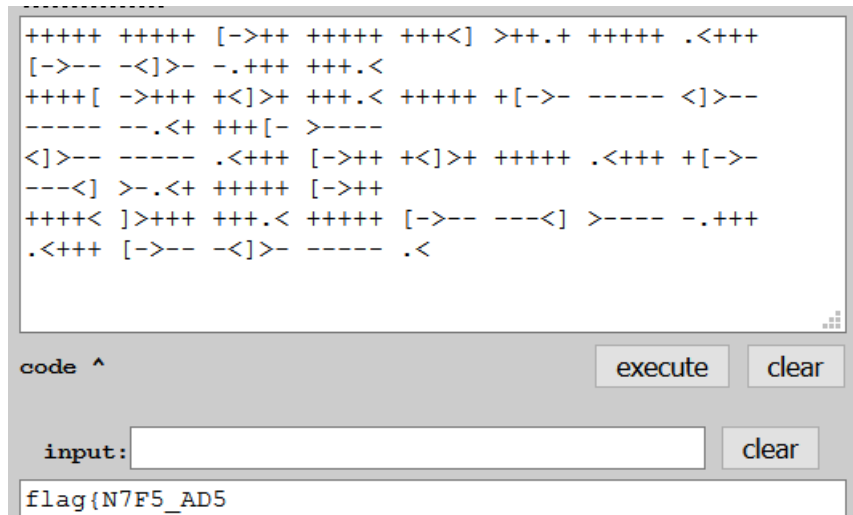 +++++ +++++ [->++ +++++ +++<] >++.+ +++++ .<+++
[->-- -<]>- -.+++ +++.<
++++[ ->+++ +<]>+ +++.< +++++ +[->- ----- <]>--
----- --.<+ +++[- >----
<]>-- ----- .<+++ [->++ +<]>+ +++++ .<+++ +[->-
---<] >-.<+ +++++ [->++
++++< ]>+++ +++.< +++++ [->-- ---<] >---- -.+++
.<+++ [->-- -<]>- ----- .<
code ^
execute
clear
input:
clear
flag{N7F5_AD5